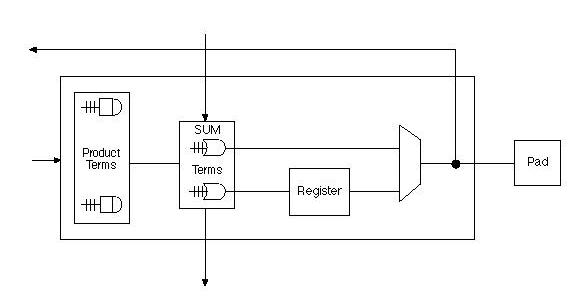 SUM
Product
Terms
Terms
Register
Pad